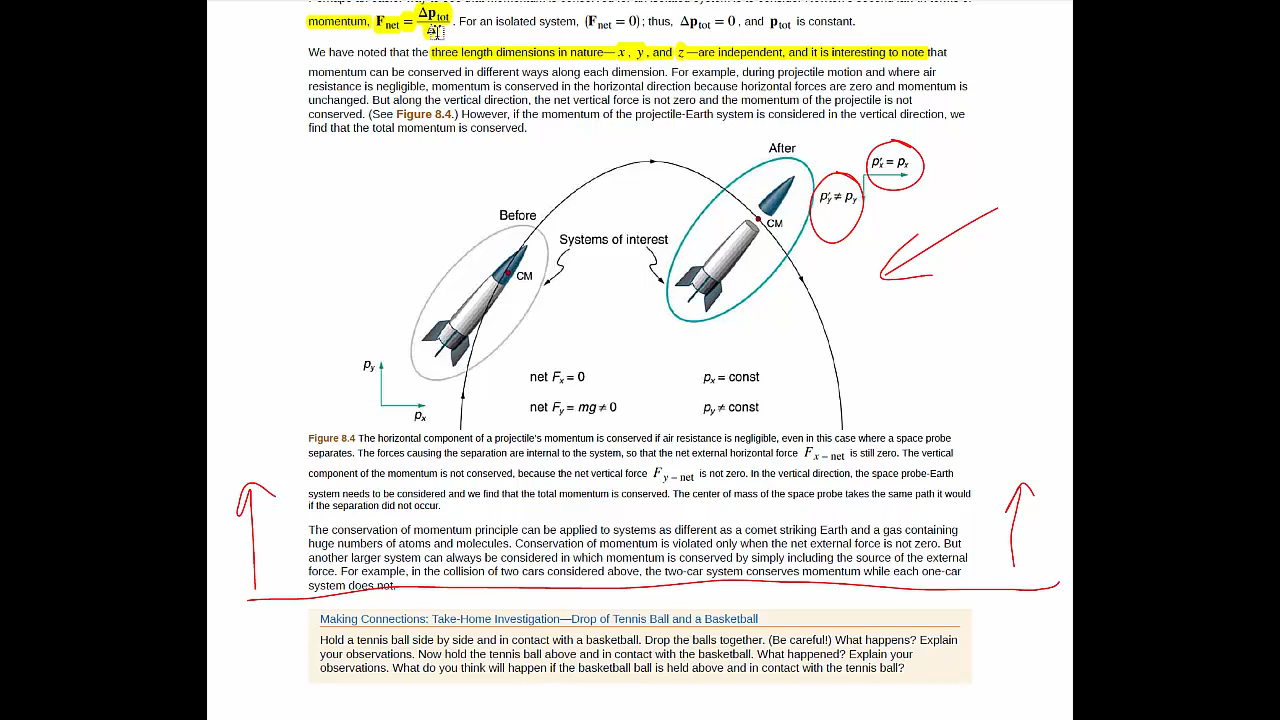 momentum, F_net = Δp_tot / Δt. For an isolated system, (F_net = 0); thus, Δp_tot = 0, and p_tot is constant.
We have noted that the three length dimensions in nature—x, y, and z—are independent, and it is interesting to note that
momentum can be conserved in different ways along each dimension. For example, during projectile motion and where air
resistance is negligible, momentum is conserved in the horizontal direction because horizontal forces are zero and momentum is
unchanged. But along the vertical direction, the net vertical force is not zero and the momentum of the projectile is not
conserved. (See Figure 8.4.) However, if the momentum of the projectile-Earth system is considered in the vertical direction, we
find that the total momentum is conserved.
After
p′x = px
p′y ≠ py
CM
Before
Systems of interest
CM
py
px
net Fx = 0
px = const
net Fy = mg ≠ 0
py ≠ const
Figure 8.4 The horizontal component of a projectile's momentum is conserved if air resistance is negligible, even in this case where a space probe
separates. The forces causing the separation are internal to the system, so that the net external horizontal force F x – net is still zero. The vertical
component of the momentum is not conserved, because the net vertical force F y – net is not zero. In the vertical direction, the space probe-Earth
system needs to be considered and we find that the total momentum is conserved. The center of mass of the space probe takes the same path it would
if the separation did not occur.
The conservation of momentum principle can be applied to systems as different as a comet striking Earth and a gas containing
huge numbers of atoms and molecules. Conservation of momentum is violated only when the net external force is not zero. But
another larger system can always be considered in which momentum is conserved by simply including the source of the external
force. For example, in the collision of two cars considered above, the two-car system conserves momentum while each one-car
system does not.
Making Connections: Take-Home Investigation—Drop of Tennis Ball and a Basketball
Hold a tennis ball side by side and in contact with a basketball. Drop the balls together. (Be careful!) What happens? Explain
your observations. Now hold the tennis ball above and in contact with the basketball. What happened? Explain your
observations. What do you think will happen if the basketball ball is held above and in contact with the tennis ball?